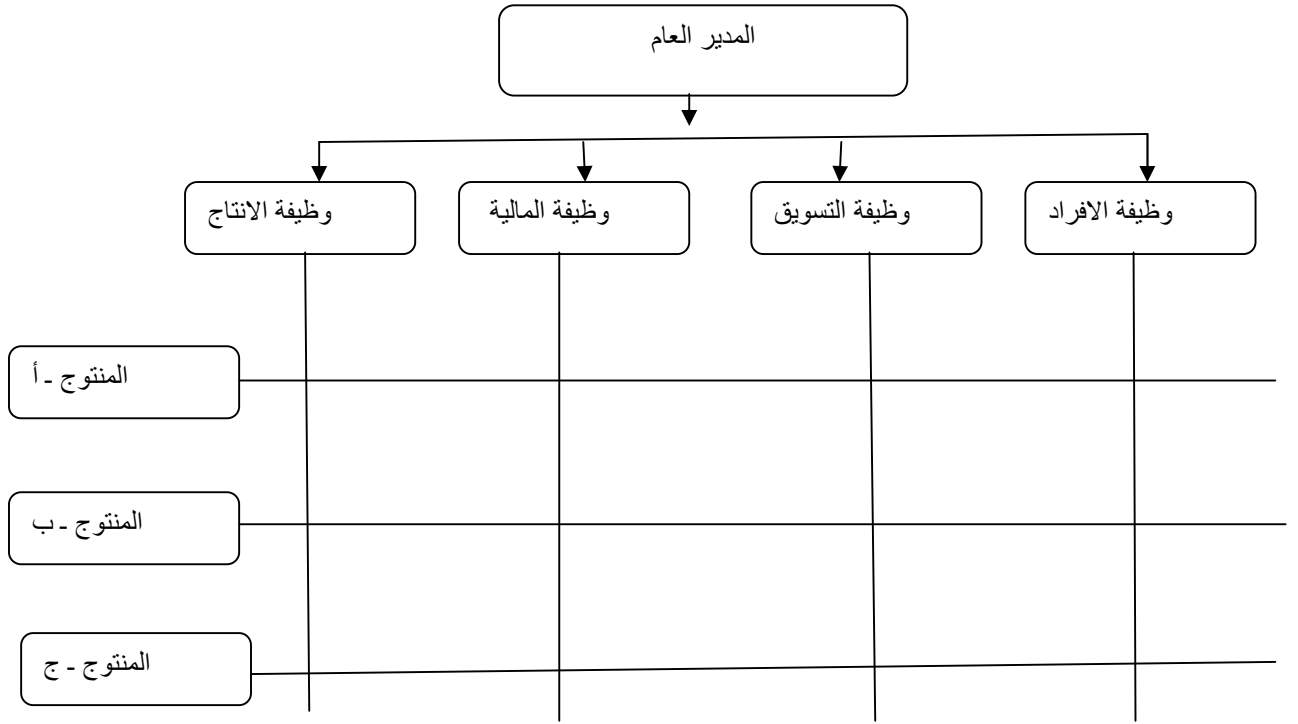 المدير العام
وظيفة الافراد
وظيفة التسويق
وظيفة المالية
وظيفة الانتاج
المنتوج - أ
المنتوج - ب
المنتوج - ج